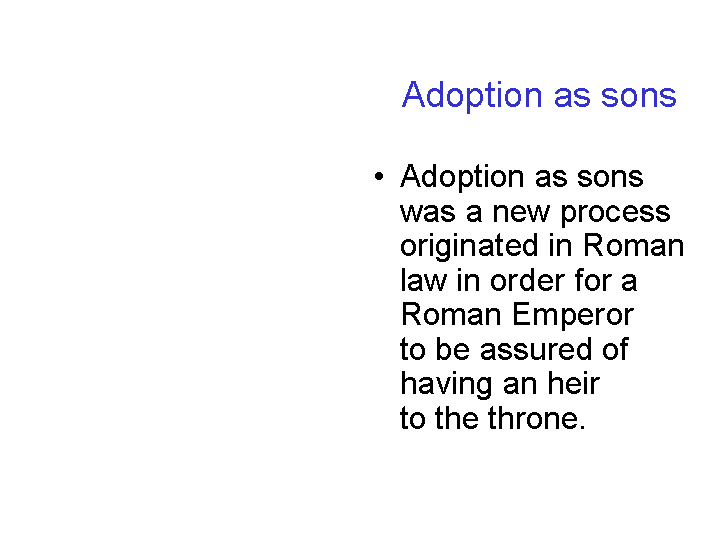 Adoption as sons
• Adoption as sons
was a new process
originated in Roman
law in order for a
Roman Emperor
to be assured of
having an heir
to the throne.